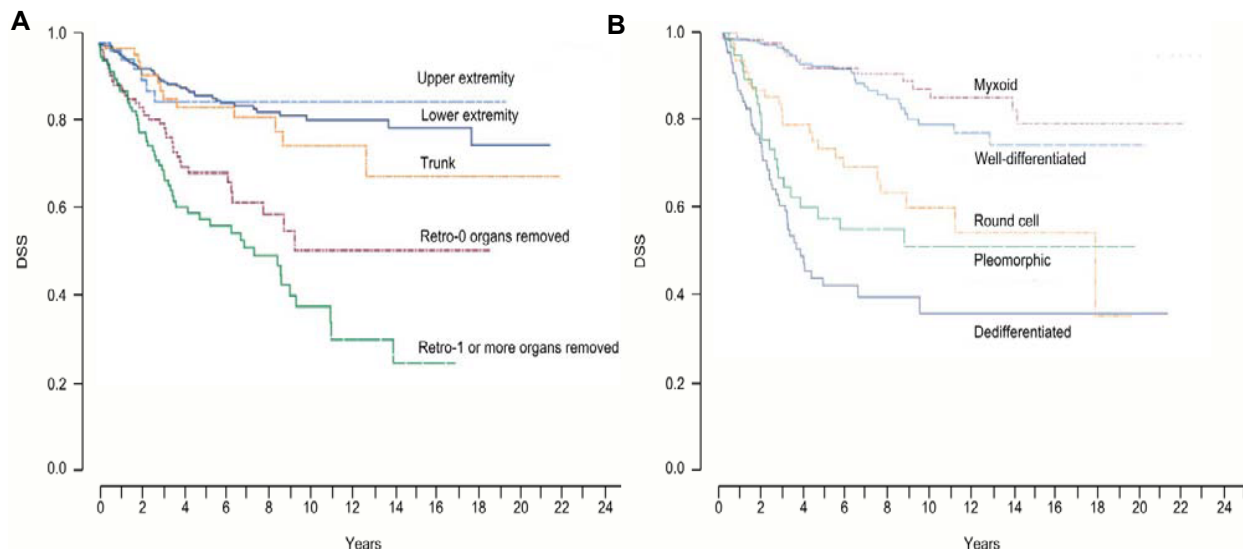 A
1.0
0.8
0.6
0.4
0.2
0.0
DSS
Upper extremity
Lower extremity
Trunk
Retro-0 organs removed
Retro-1 or more organs removed
0 2 4 6 8 10 12 14 16 18 20 22 24
Years
B
1.0
0.8
0.6
0.4
0.2
0.0
DSS
Myxoid
Well-differentiated
Round cell
Pleomorphic
Dedifferentiated
0 2 4 6 8 10 12 14 16 18 20 22 24
Years